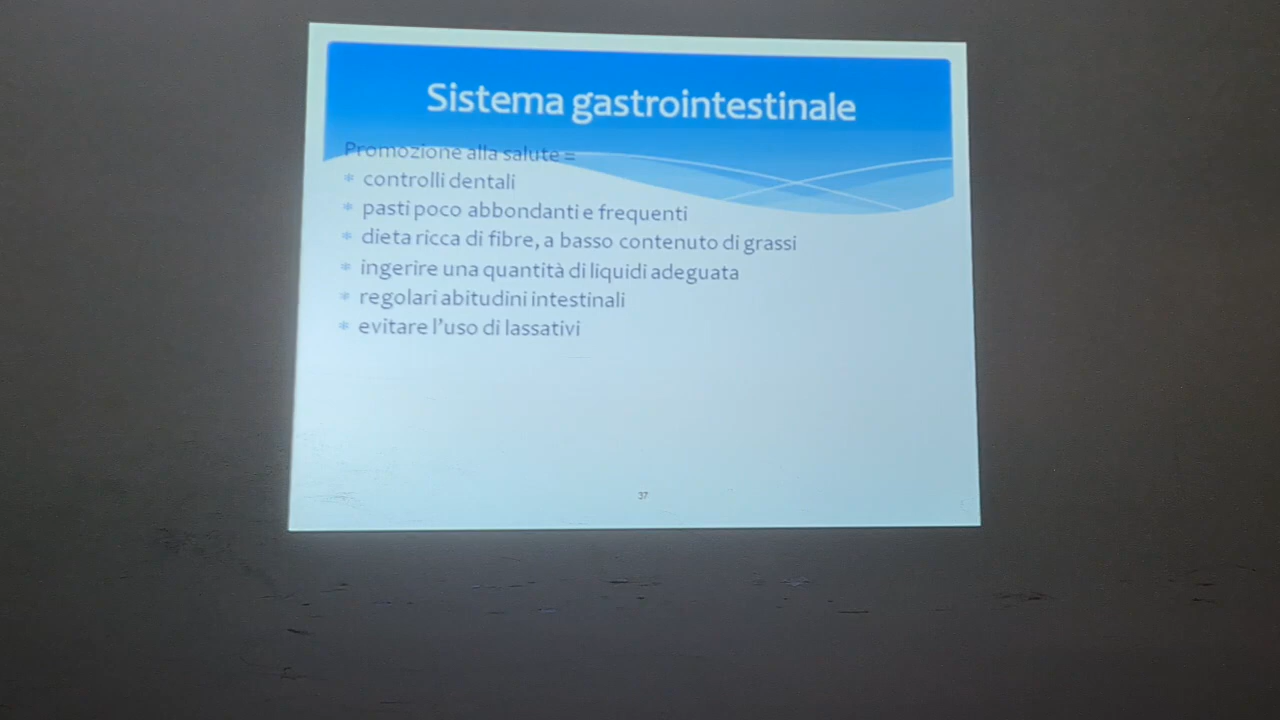 Sistema gastrointestinale
Promozione alla salute =
* controlli dentali
* pasti poco abbondanti e frequenti
* dieta ricca di fibre, a basso contenuto di grassi
* ingerire una quantità di liquidi adeguata
* regolari abitudini intestinali
* evitare l'uso di lassativi
37